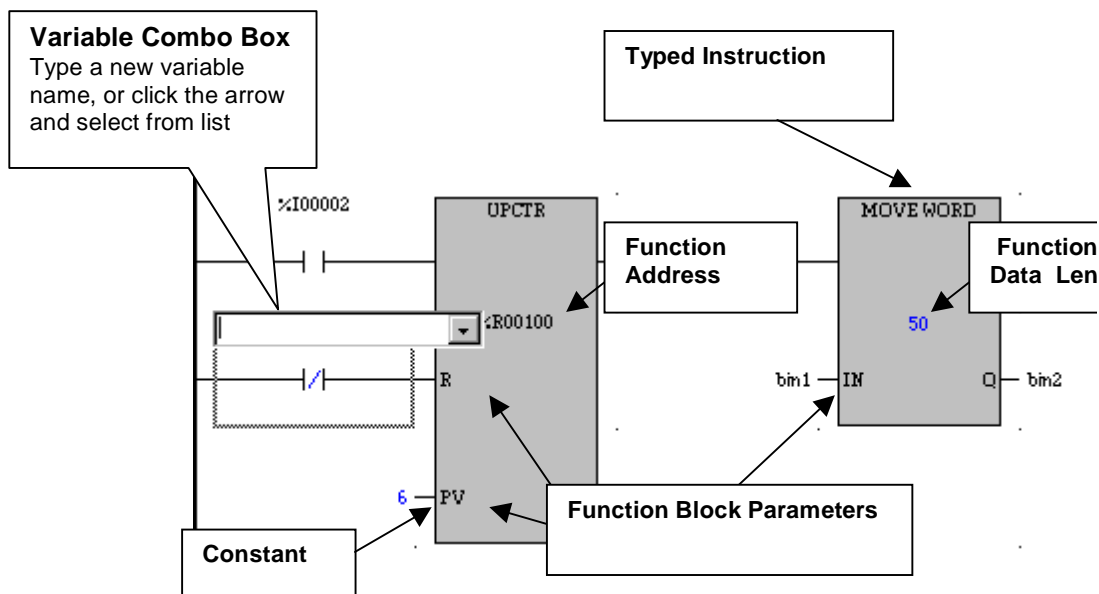 Variable Combo Box
Type a new variable
name, or click the arrow
and select from list
Typed Instruction
%I00002
UPCTR
MOVE WORD
Function
Address
Function
Data Len
%R00100
50
R
bin1
IN
Q
bin2
6
PV
Function Block Parameters
Constant